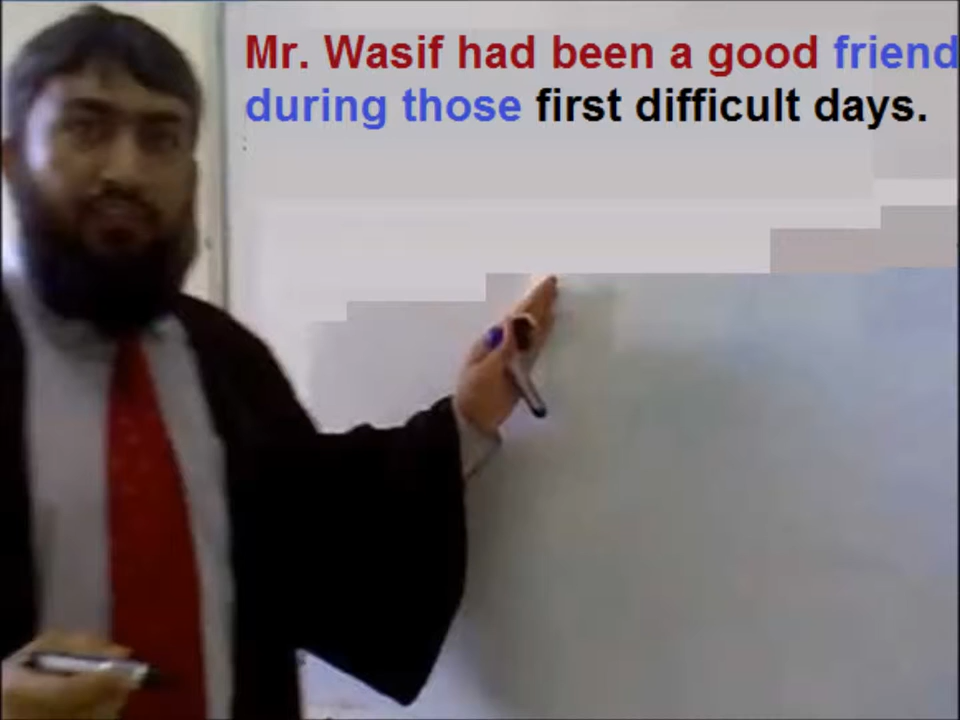 Mr. Wasif had been a good friend
during those first difficult days.